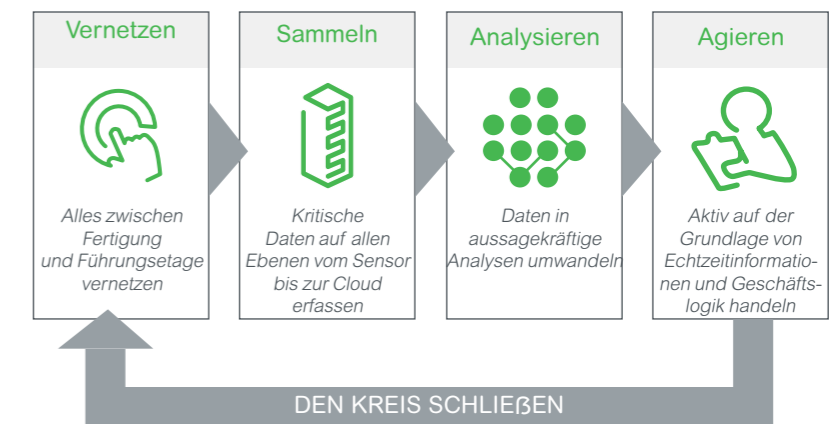 Vernetzen
Alles zwischen
Fertigung
und Führungsetage
vernetzen
Sammeln
Kritische
Daten auf allen
Ebenen vom Sensor
bis zur Cloud
erfassen
Analysieren
Daten in
aussagekräftige
Analysen umwandeln
Agieren
Aktiv auf der
Grundlage von
Echtzeitinformatio-
nen und Geschäfts-
logik handeln
DEN KREIS SCHLIEßEN